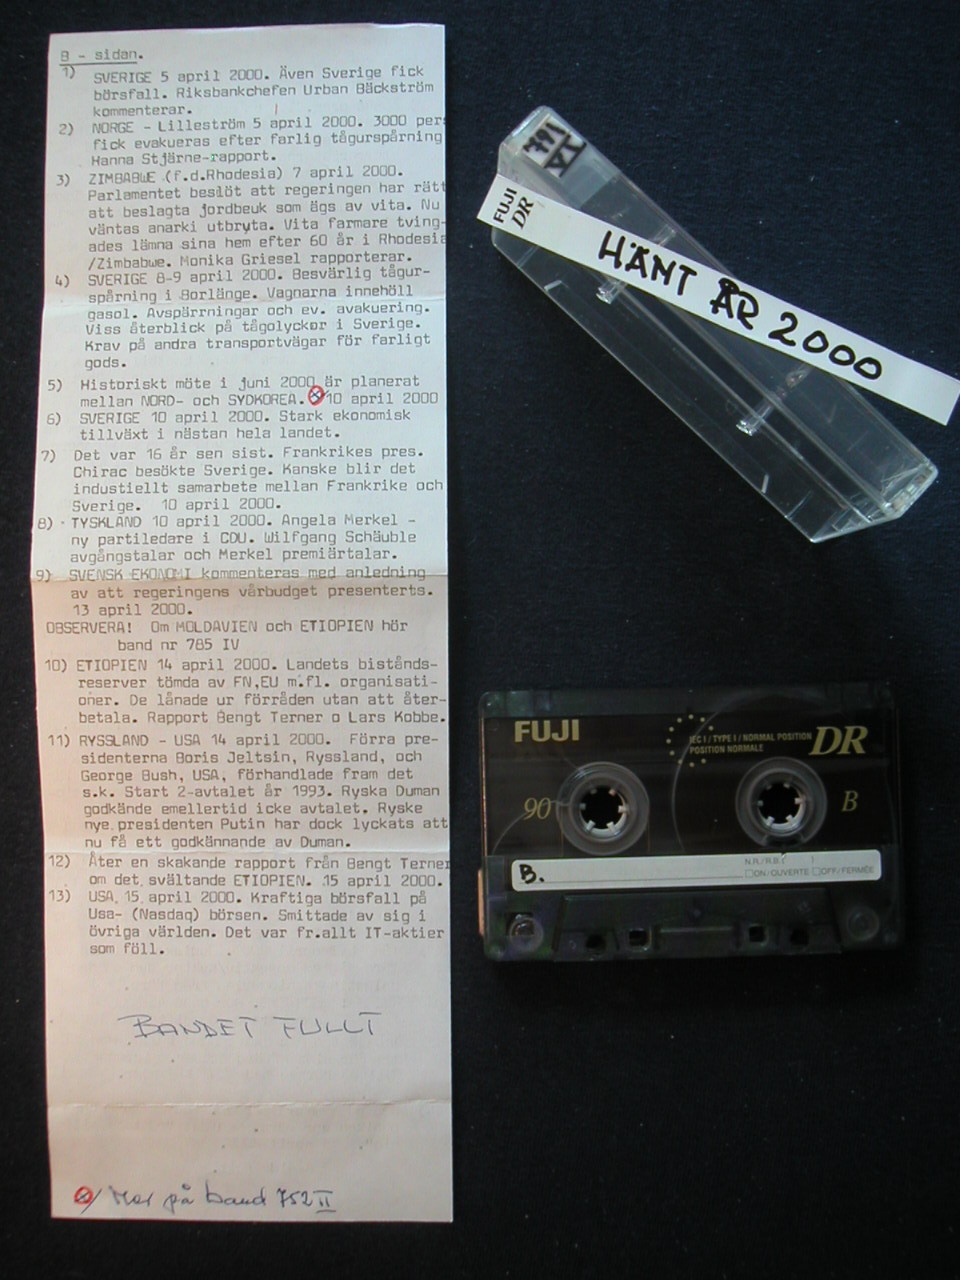 B - sidan.
1) SVERIGE 5 april 2000. Även Sverige fick
börsfall. Riksbankchefen Urban Bäckström
kommenterar.
2) NORGE - Lilleström 5 april 2000. 3000 per
fick evakueras efter farlig tågurspårning
Hanna Stjärne-rapport.
3) ZIMBABWE (f.d.Rhodesia) 7 april 2000.
Parlamentet beslöt att regeringen har rätt
att beslagta jordbeuk som ägs av vita. Nu
väntas anarki utbryta. Vita farmare tving-
ades lämna sina hem efter 60 år i Rhodesia
/Zimbabwe. Monika Griesel rapporterar.
4) SVERIGE 8-9 april 2000. Besvärlig tågur-
spårning i Borlänge. Vagnarna innehöll
gasol. Avspärrningar och ev. avakuering.
Viss återblick på tågolyckor i Sverige.
Krav på andra transportvägar för farligt
gods.
5) Historiskt möte i juni 2000 är planerat
mellan NORD- och SYDKOREA. 10 april 2000
6) SVERIGE 10 april 2000. Stark ekonomisk
tillväxt i nästan hela landet.
7) Det var 16 år sen sist. Frankrikes pres.
Chirac besökte Sverige. Kanske blir det
industiellt samarbete mellan Frankrike och
Sverige. 10 april 2000.
8) TYSKLAND 10 april 2000. Angela Merkel -
ny partiledare i CDU. Wilfgang Schäuble
avgångstalar och Merkel premiärtalar.
9) SVENSK EKONOMI kommenteras med anledning
av att regeringens vårbudget presenterts.
13 april 2000.
OBSERVERA! Om MOLDAVIEN och ETIOPIEN hör
band nr 785 IV
10) ETIOPIEN 14 april 2000. Landets bistånds-
reserver tömda av FN,EU m.fl. organisati-
oner. De lånade ur förråden utan att åter-
betala. Rapport Bengt Terner o Lars Kobbe.
11) RYSSLAND - USA 14 april 2000. Förra pre-
sidenterna Boris Jeltsin, Ryssland, och
George Bush, USA, förhandlade fram det
s.k. Start 2-avtalet år 1993. Ryska Duman
godkände emellertid icke avtalet. Ryske
nye presidenten Putin har dock lyckats att
nu få ett godkännande av Duman.
12) Åter en skakande rapport från Bengt Terner
om det svältande ETIOPIEN. 15 april 2000.
13) USA 15 april 2000. Kraftiga börsfall på
Usa- (Nasdaq) börsen. Smittade av sig i
övriga världen. Det var fr.allt IT-aktier
som föll.
BANDET FULLT
Mer på band 752 II
791
VI
FUJI
DR
HÄNT ÅR 2000
FUJI
IEC I / TYPE I / NORMAL POSITION
POSITION NORMALE
DR
90
B
B.
N.R./R.B.( )
ON/OUVERTE OFF/FERMÉE